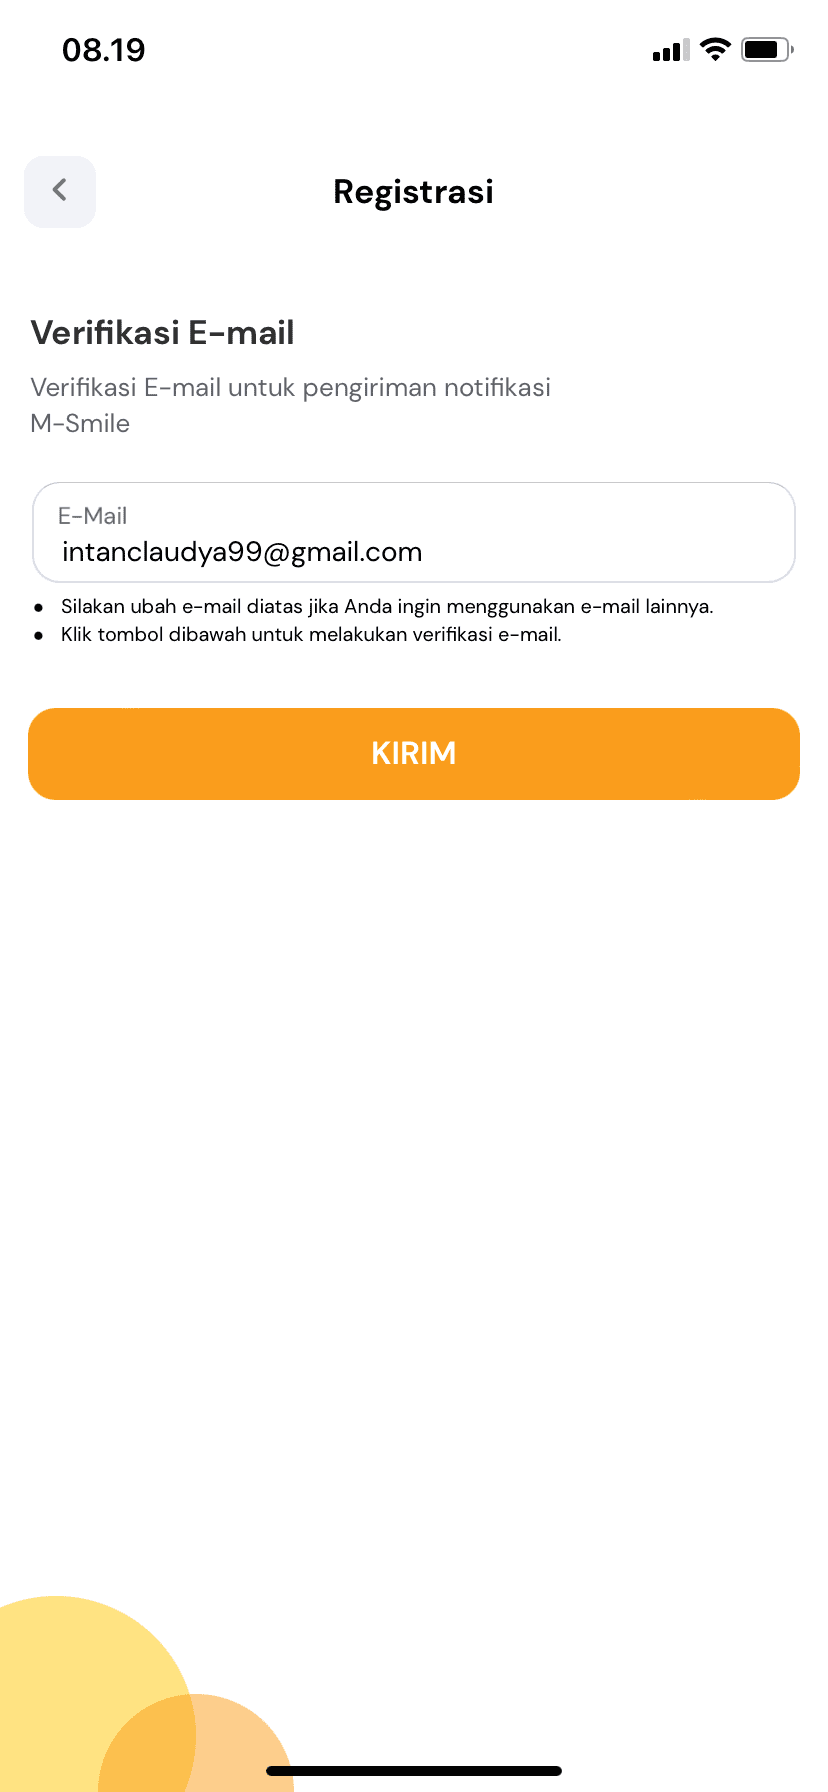 08.19
Registrasi
Verifikasi E-mail
Verifikasi E-mail untuk pengiriman notifikasi
M-Smile
E-Mail
intanclaudya99@gmail.com
• Silakan ubah e-mail diatas jika Anda ingin menggunakan e-mail lainnya.
• Klik tombol dibawah untuk melakukan verifikasi e-mail.
KIRIM